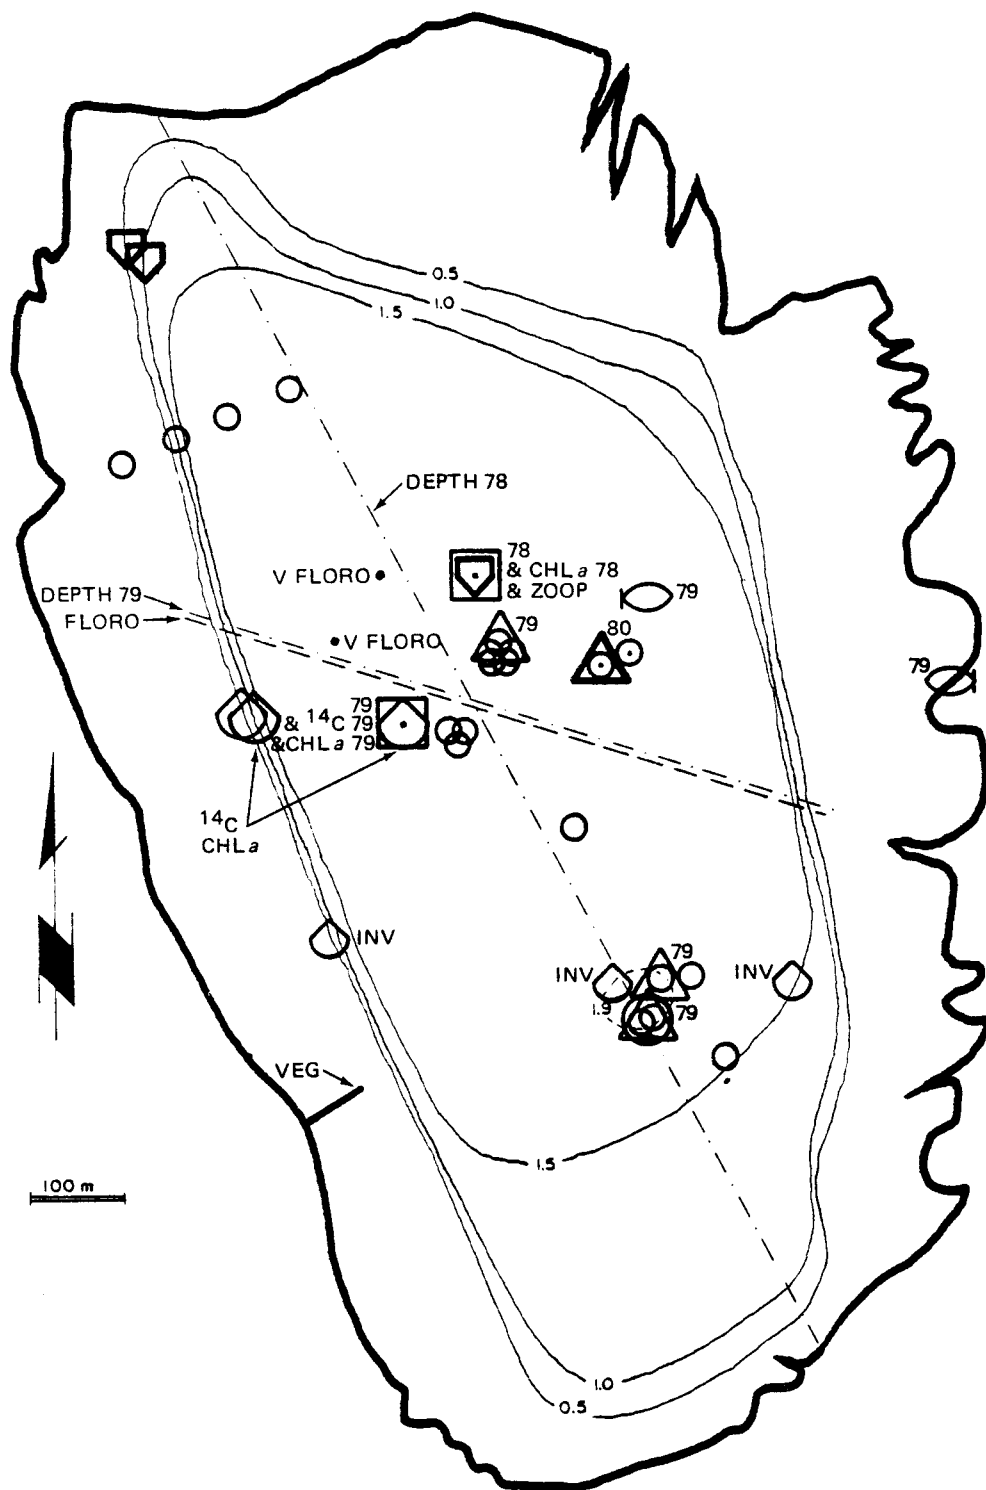 0.5
1.0
1.5
DEPTH 78
V FLORO
78
& CHL a 78
& ZOOP
79
DEPTH 79
FLORO
V FLORO
79
80
79
79
& 14C 79
&CHL a 79
14C
CHL a
INV
INV
79
INV
1.9
79
VEG
1.5
100 m
1.0
0.5